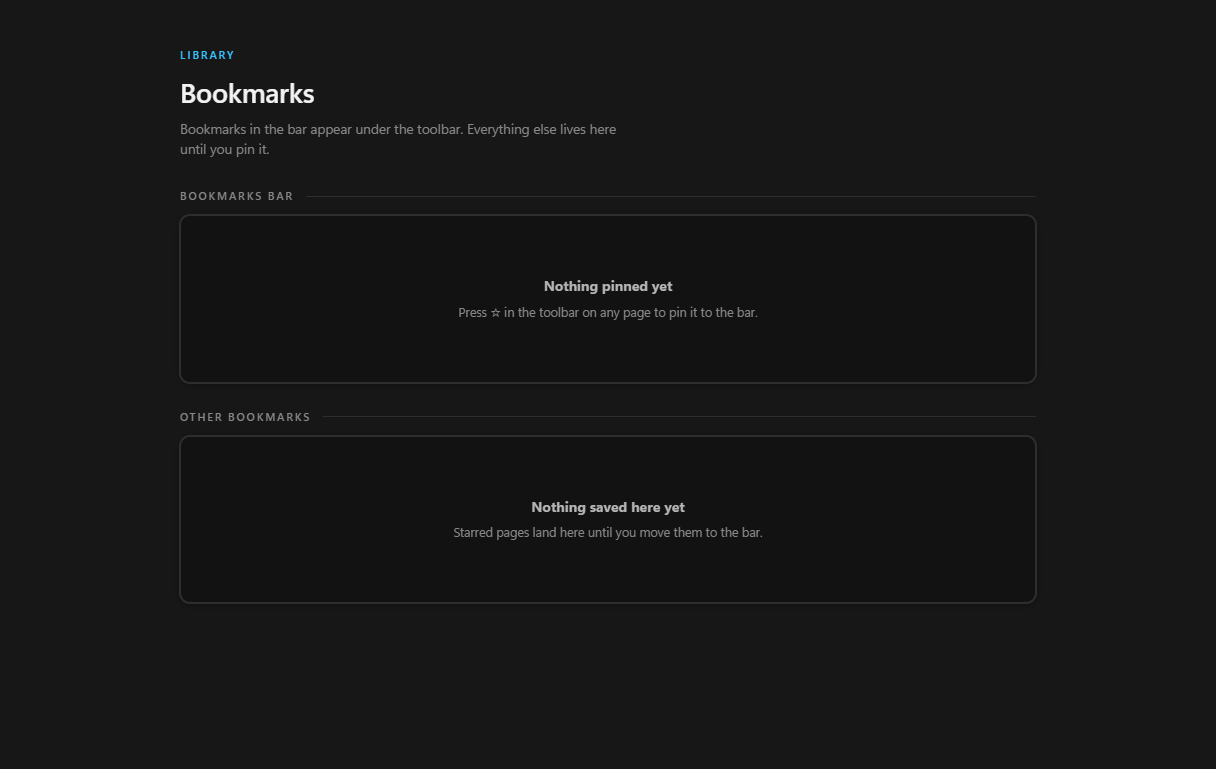 LIBRARY
Bookmarks
Bookmarks in the bar appear under the toolbar. Everything else lives here
until you pin it.
BOOKMARKS BAR
Nothing pinned yet
Press ☆ in the toolbar on any page to pin it to the bar.
OTHER BOOKMARKS
Nothing saved here yet
Starred pages land here until you move them to the bar.